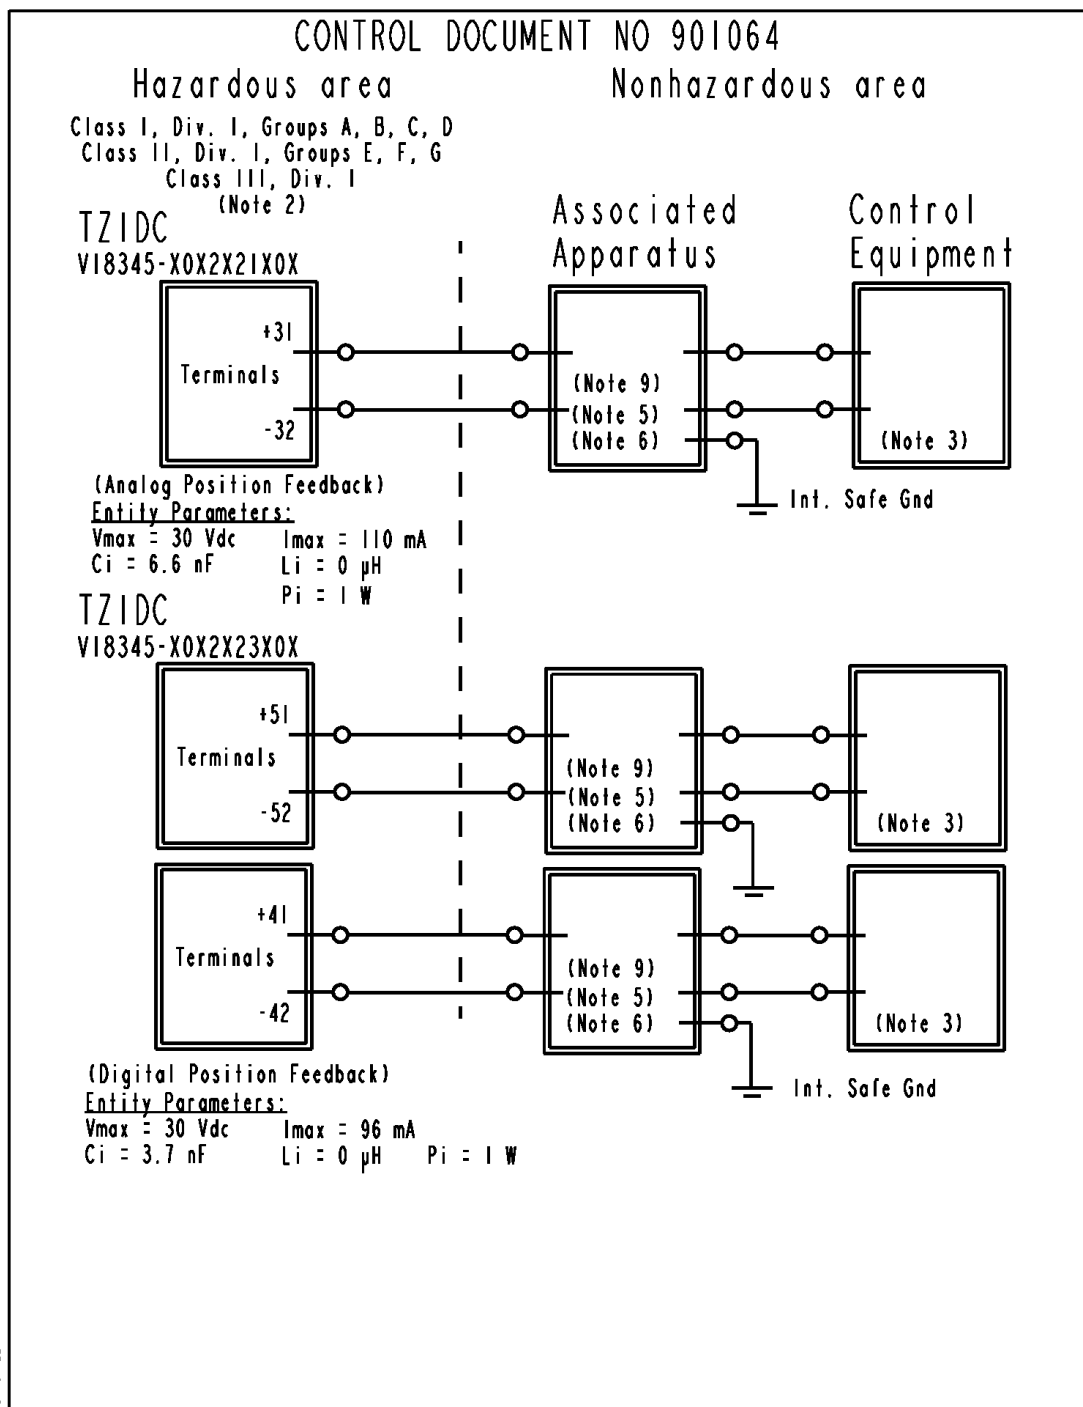 CONTROL DOCUMENT NO 901064
Hazardous area
Nonhazardous area
Class I, Div. I, Groups A, B, C, D
Class II, Div. I, Groups E, F, G
Class III, Div. I
(Note 2)
TZIDC
V18345-X0X2X21X0X
Associated
Apparatus
Control
Equipment
+31
Terminals
-32
(Note 9)
(Note 5)
(Note 6)
(Note 3)
Int. Safe Gnd
(Analog Position Feedback)
Entity Parameters:
Vmax = 30 Vdc Imax = 110 mA
Ci = 6.6 nF Li = 0 µH
Pi = 1 W
TZIDC
V18345-X0X2X23X0X
+51
Terminals
-52
(Note 9)
(Note 5)
(Note 6)
(Note 3)
+41
Terminals
-42
(Note 9)
(Note 5)
(Note 6)
(Note 3)
Int. Safe Gnd
(Digital Position Feedback)
Entity Parameters:
Vmax = 30 Vdc Imax = 96 mA
Ci = 3.7 nF Li = 0 µH Pi = 1 W